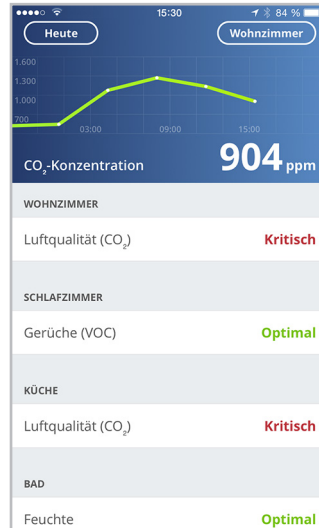 15:30 84 %
Heute Wohnzimmer
1.600
1.300
1.000
700
03:00 09:00 15:00
CO₂-Konzentration 904 ppm
WOHNZIMMER
Luftqualität (CO₂) Kritisch
SCHLAFZIMMER
Gerüche (VOC) Optimal
KÜCHE
Luftqualität (CO₂) Kritisch
BAD
Feuchte Optimal